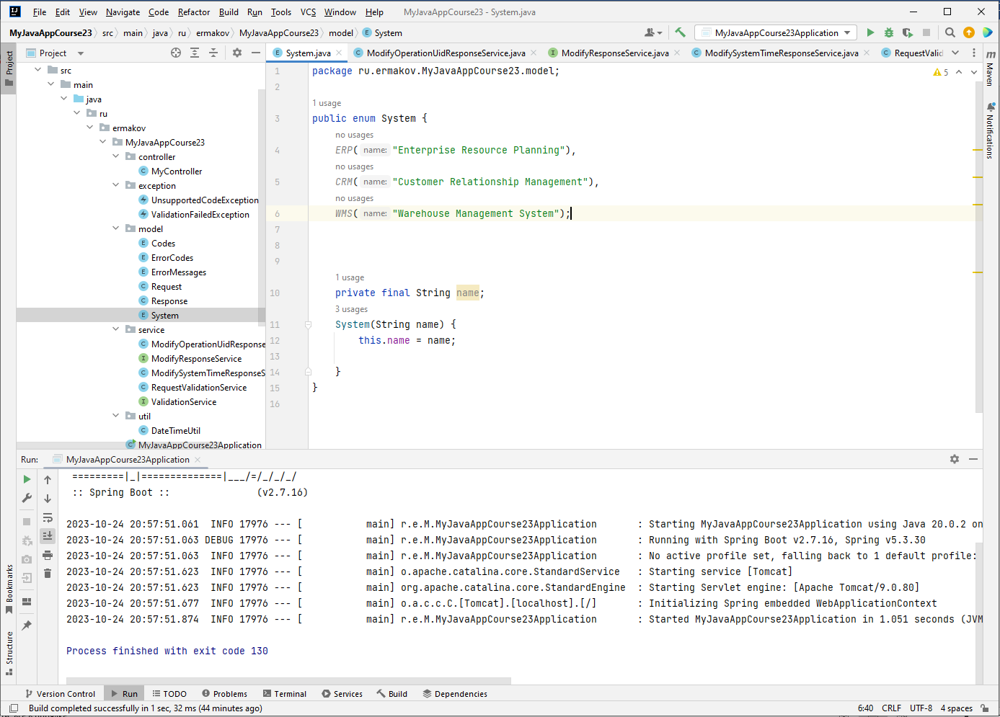 File Edit View Navigate Code Refactor Build Run Tools VCS Window Help MyJavaAppCourse23 - System.java
MyJavaAppCourse23 src main java ru ermakov MyJavaAppCourse23 model System MyJavaAppCourse23Application
Project
System.java ModifyOperationUidResponseService.java ModifyResponseService.java ModifySystemTimeResponseService.java RequestValid
Project
src
main
java
ru
ermakov
MyJavaAppCourse23
controller
MyController
exception
UnsupportedCodeException
ValidationFailedException
model
Codes
ErrorCodes
ErrorMessages
Request
Response
System
service
ModifyOperationUidResponse
ModifyResponseService
ModifySystemTimeResponseS
RequestValidationService
ValidationService
util
DateTimeUtil
MyJavaAppCourse23Application
5
1 package ru.ermakov.MyJavaAppCourse23.model;
2
1 usage
3 public enum System {
no usages
4 ERP( name: "Enterprise Resource Planning"),
no usages
5 CRM( name: "Customer Relationship Management"),
no usages
6 WMS( name: "Warehouse Management System");
7
8
9
1 usage
10 private final String name;
3 usages
11 System(String name) {
12 this.name = name;
13
14 }
15 }
16
m Maven
Notifications
Run: MyJavaAppCourse23Application
=========|_|==============|___/=/_/_/_/
:: Spring Boot :: (v2.7.16)
2023-10-24 20:57:51.061 INFO 17976 --- [ main] r.e.M.MyJavaAppCourse23Application : Starting MyJavaAppCourse23Application using Java 20.0.2 on
2023-10-24 20:57:51.063 DEBUG 17976 --- [ main] r.e.M.MyJavaAppCourse23Application : Running with Spring Boot v2.7.16, Spring v5.3.30
2023-10-24 20:57:51.063 INFO 17976 --- [ main] r.e.M.MyJavaAppCourse23Application : No active profile set, falling back to 1 default profile:
2023-10-24 20:57:51.623 INFO 17976 --- [ main] o.apache.catalina.core.StandardService : Starting service [Tomcat]
2023-10-24 20:57:51.623 INFO 17976 --- [ main] org.apache.catalina.core.StandardEngine : Starting Servlet engine: [Apache Tomcat/9.0.80]
2023-10-24 20:57:51.677 INFO 17976 --- [ main] o.a.c.c.C.[Tomcat].[localhost].[/] : Initializing Spring embedded WebApplicationContext
2023-10-24 20:57:51.874 INFO 17976 --- [ main] r.e.M.MyJavaAppCourse23Application : Started MyJavaAppCourse23Application in 1.051 seconds (JVM
Process finished with exit code 130
Bookmarks
Structure
Version Control Run TODO Problems Terminal Services Build Dependencies
Build completed successfully in 1 sec, 32 ms (44 minutes ago) 6:40 CRLF UTF-8 4 spaces